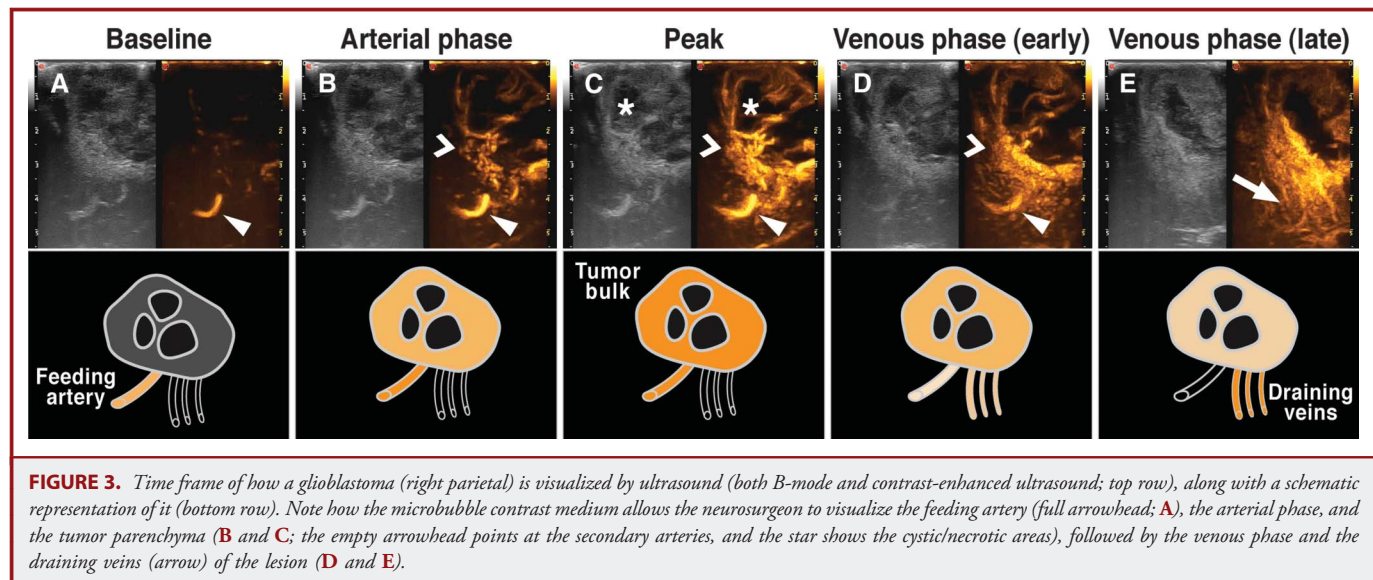 Baseline
Arterial phase
Peak
Venous phase (early)
Venous phase (late)
A
B
C
D
E
*
*
Feeding
artery
Tumor
bulk
Draining
veins
FIGURE 3. Time frame of how a glioblastoma (right parietal) is visualized by ultrasound (both B-mode and contrast-enhanced ultrasound; top row), along with a schematic
representation of it (bottom row). Note how the microbubble contrast medium allows the neurosurgeon to visualize the feeding artery (full arrowhead; A), the arterial phase, and
the tumor parenchyma (B and C; the empty arrowhead points at the secondary arteries, and the star shows the cystic/necrotic areas), followed by the venous phase and the
draining veins (arrow) of the lesion (D and E).